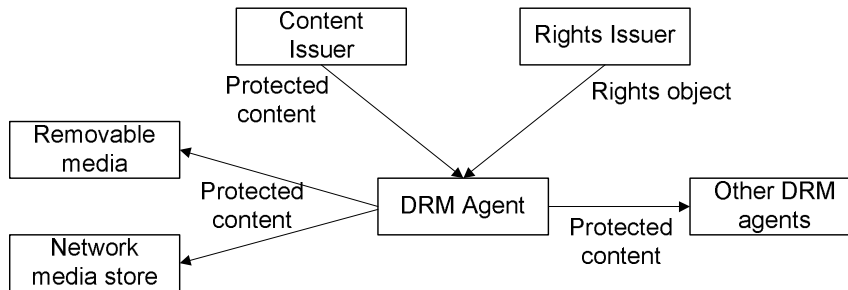 Content
Issuer
Rights Issuer
Protected
content
Rights object
Removable
media
Protected
content
DRM Agent
Other DRM
agents
Protected
content
Network
media store